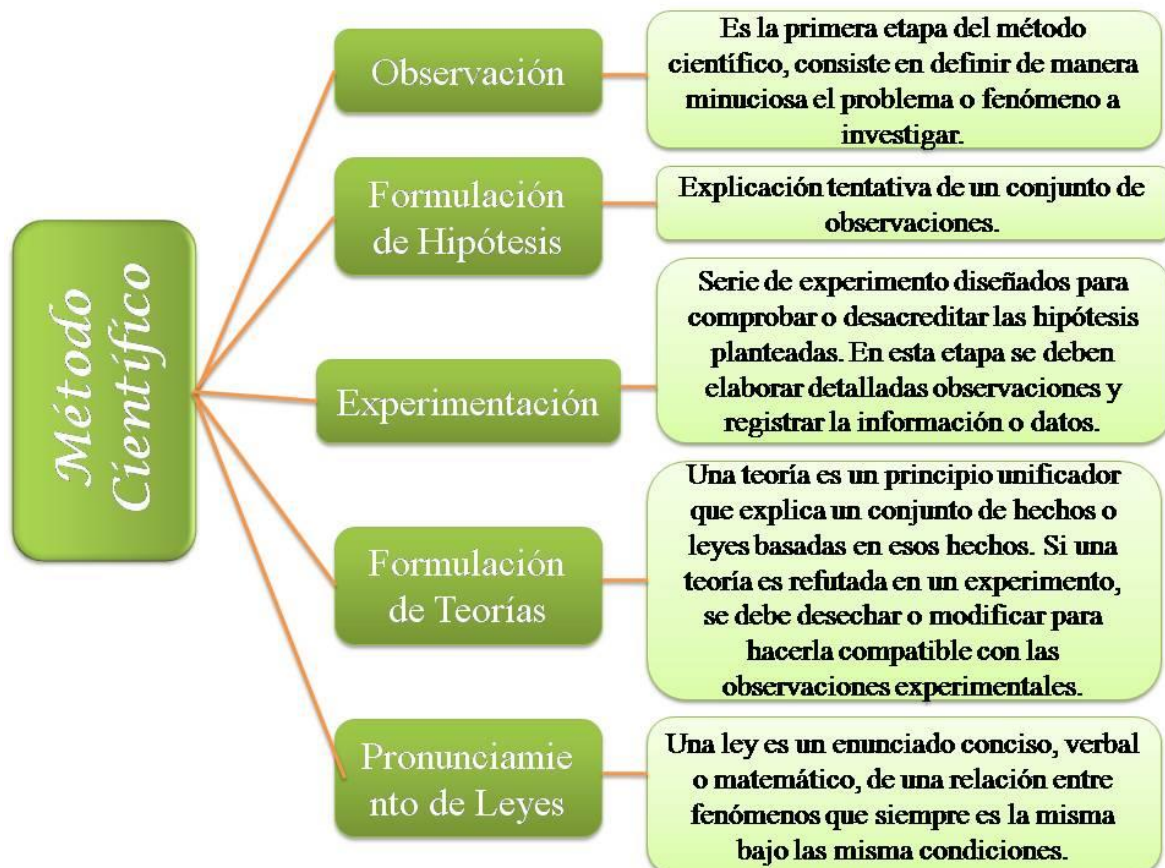 Método
Científico
Observación
Es la primera etapa del método
científico, consiste en definir de manera
minuciosa el problema o fenómeno a
investigar.
Formulación
de Hipótesis
Explicación tentativa de un conjunto de
observaciones.
Experimentación
Serie de experimento diseñados para
comprobar o desacreditar las hipótesis
planteadas. En esta etapa se deben
elaborar detalladas observaciones y
registrar la información o datos.
Formulación
de Teorías
Una teoría es un principio unificador
que explica un conjunto de hechos o
leyes basadas en esos hechos. Si una
teoría es refutada en un experimento,
se debe desechar o modificar para
hacerla compatible con las
observaciones experimentales.
Pronunciamie
nto de Leyes
Una ley es un enunciado conciso, verbal
o matemático, de una relación entre
fenómenos que siempre es la misma
bajo las misma condiciones.